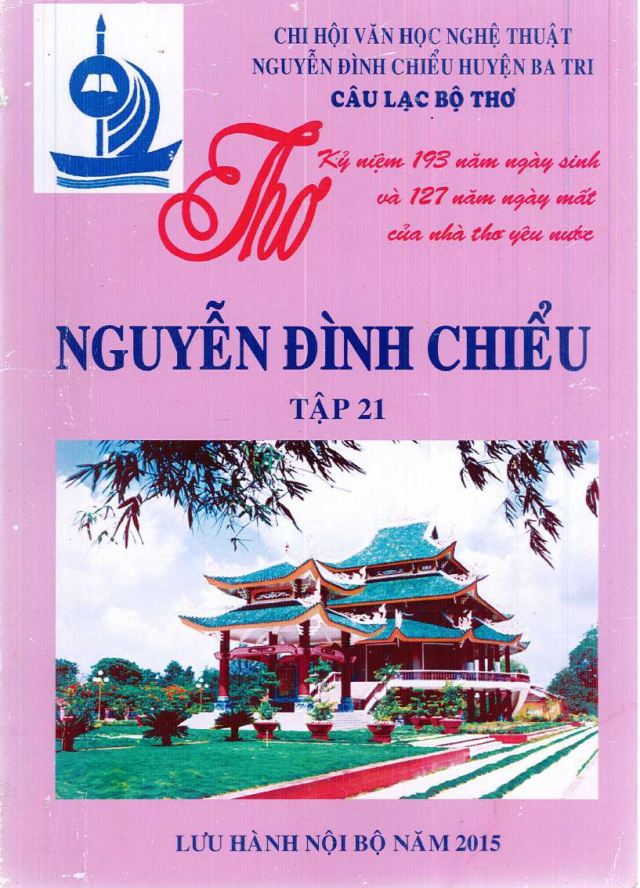 CHI HỘI VĂN HỌC NGHỆ THUẬT
NGUYỄN ĐÌNH CHIỂU HUYỆN BA TRI
CÂU LẠC BỘ THƠ
Thơ
Kỷ niệm 193 năm ngày sinh
và 127 năm ngày mất
của nhà thơ yêu nước
NGUYỄN ĐÌNH CHIỂU
TẬP 21
LƯU HÀNH NỘI BỘ NĂM 2015